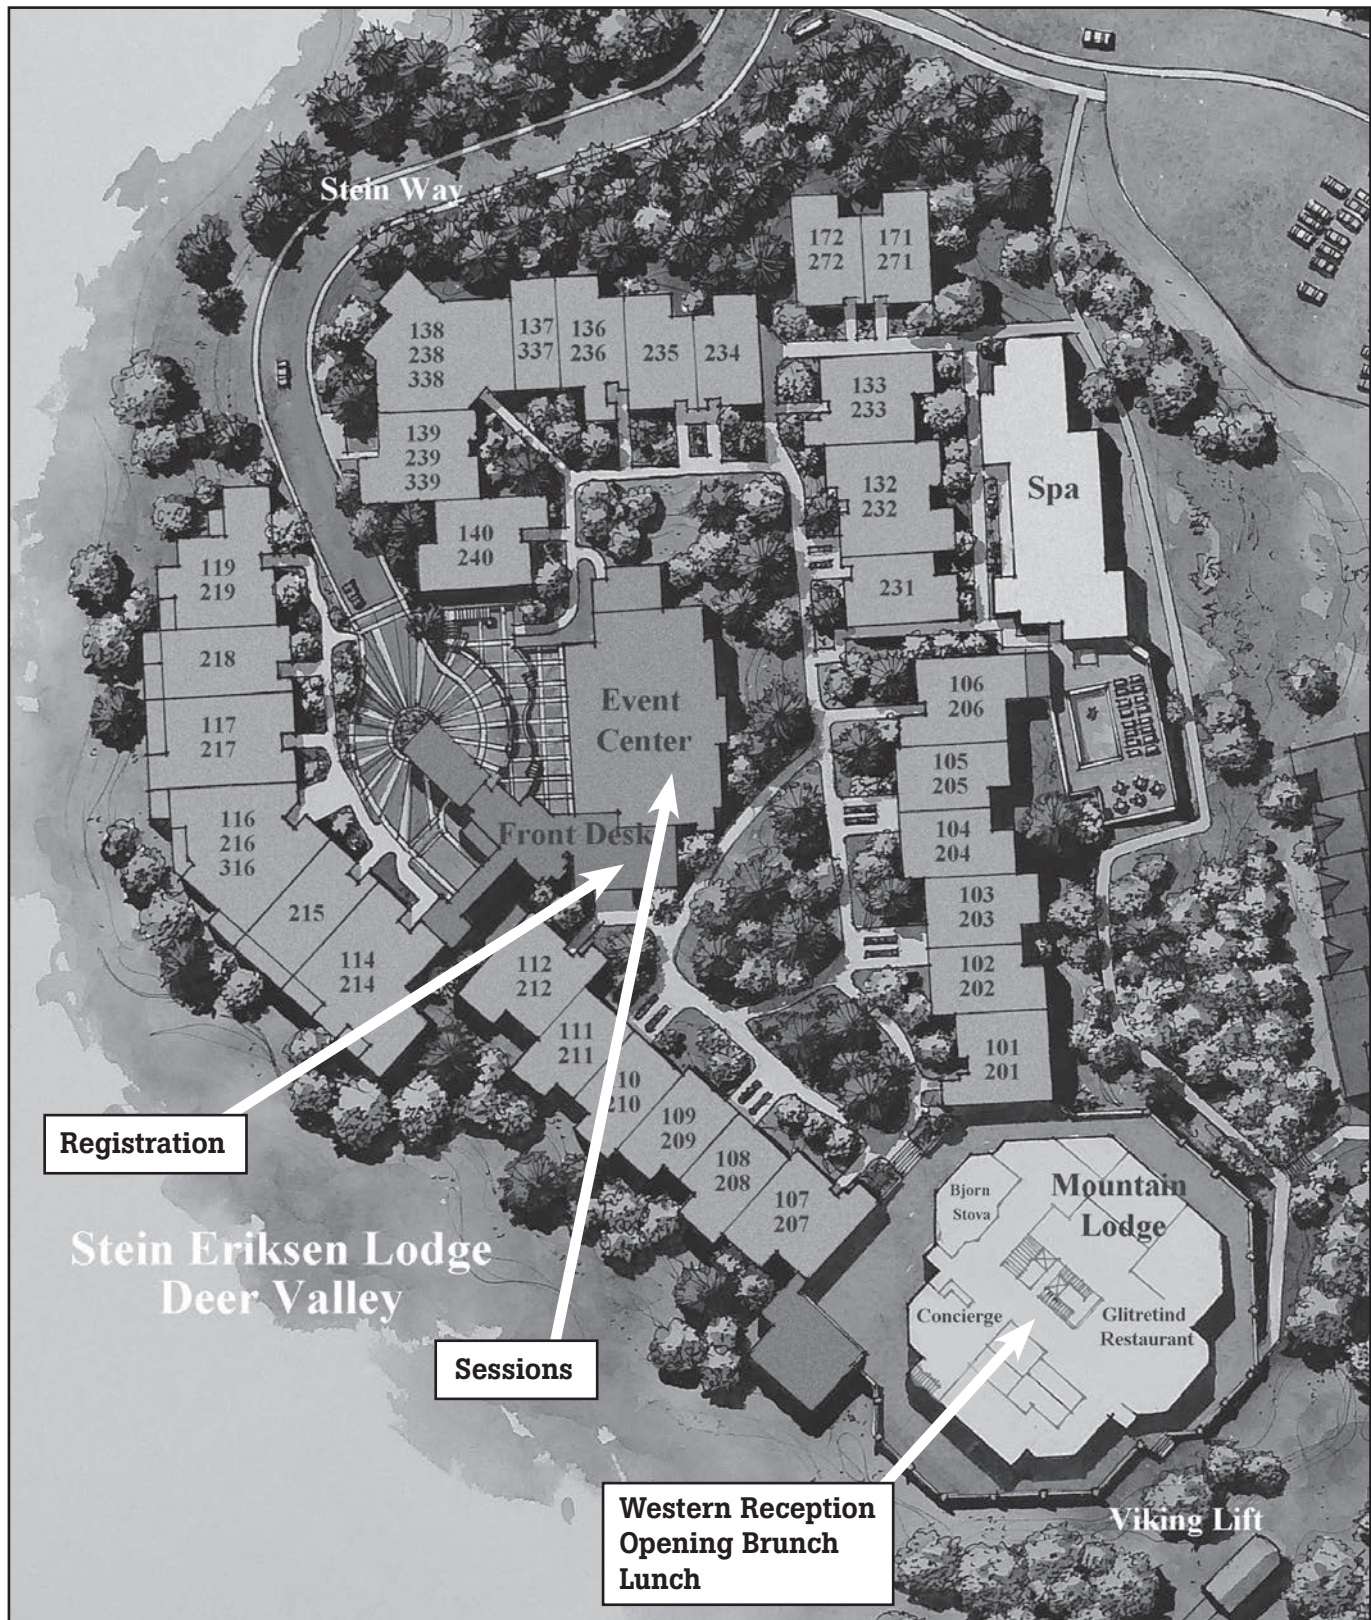 Stein Way
172
272
171
271
138
238
338
137
337
136
236
235
234
133
233
139
239
339
132
232
Spa
140
240
119
219
231
218
106
206
Event
Center
117
217
105
205
116
216
316
Front Desk
104
204
215
103
203
114
214
112
212
102
202
111
211
10
210
101
201
109
209
108
208
107
207
Registration
Bjorn
Stova
Mountain
Lodge
Stein Eriksen Lodge
Deer Valley
Concierge
Glitretind
Restaurant
Sessions
Western Reception
Opening Brunch
Lunch
Viking Lift